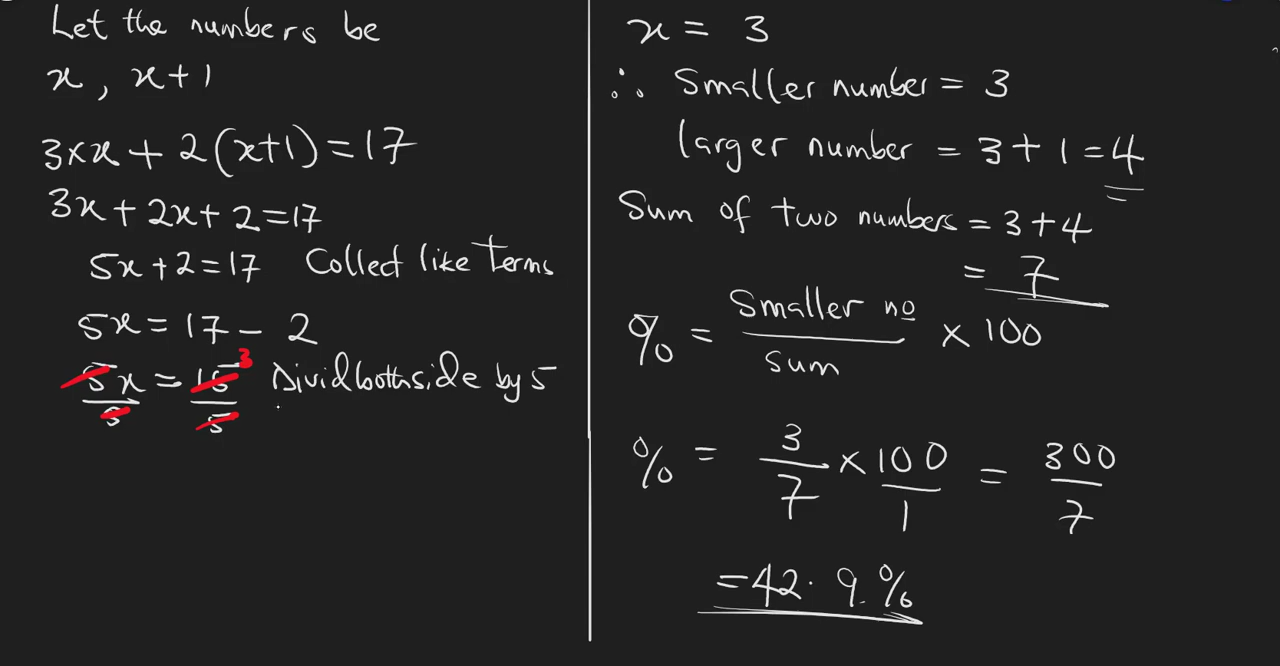 Let the numbers be
x, x+1
3×x + 2(x+1) = 17
3x + 2x + 2 = 17
5x + 2 = 17 Collect like Terms
5x = 17 - 2
5x/5 = 15/5 3 Divid both side by 5
x = 3
∴ Smaller number = 3
larger number = 3 + 1 = 4
Sum of two numbers = 3 + 4
= 7
% = Smaller no/sum × 100
% = 3/7 × 100/1 = 300/7
= 42.9%